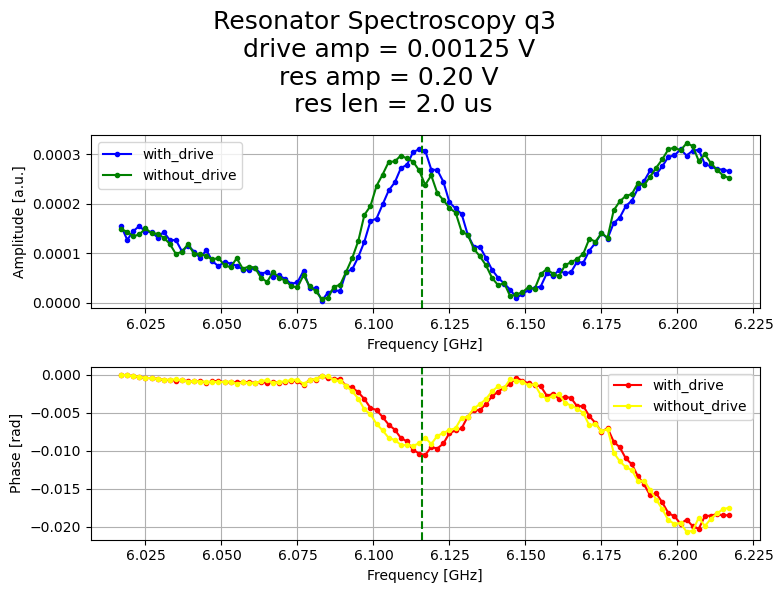 Resonator Spectroscopy q3
drive amp = 0.00125 V
res amp = 0.20 V
res len = 2.0 us
0.0003
0.0002
0.0001
0.0000
Amplitude [a.u.]
with_drive
without_drive
6.025 6.050 6.075 6.100 6.125 6.150 6.175 6.200 6.225
Frequency [GHz]
0.000
−0.005
−0.010
−0.015
−0.020
Phase [rad]
with_drive
without_drive
6.025 6.050 6.075 6.100 6.125 6.150 6.175 6.200 6.225
Frequency [GHz]